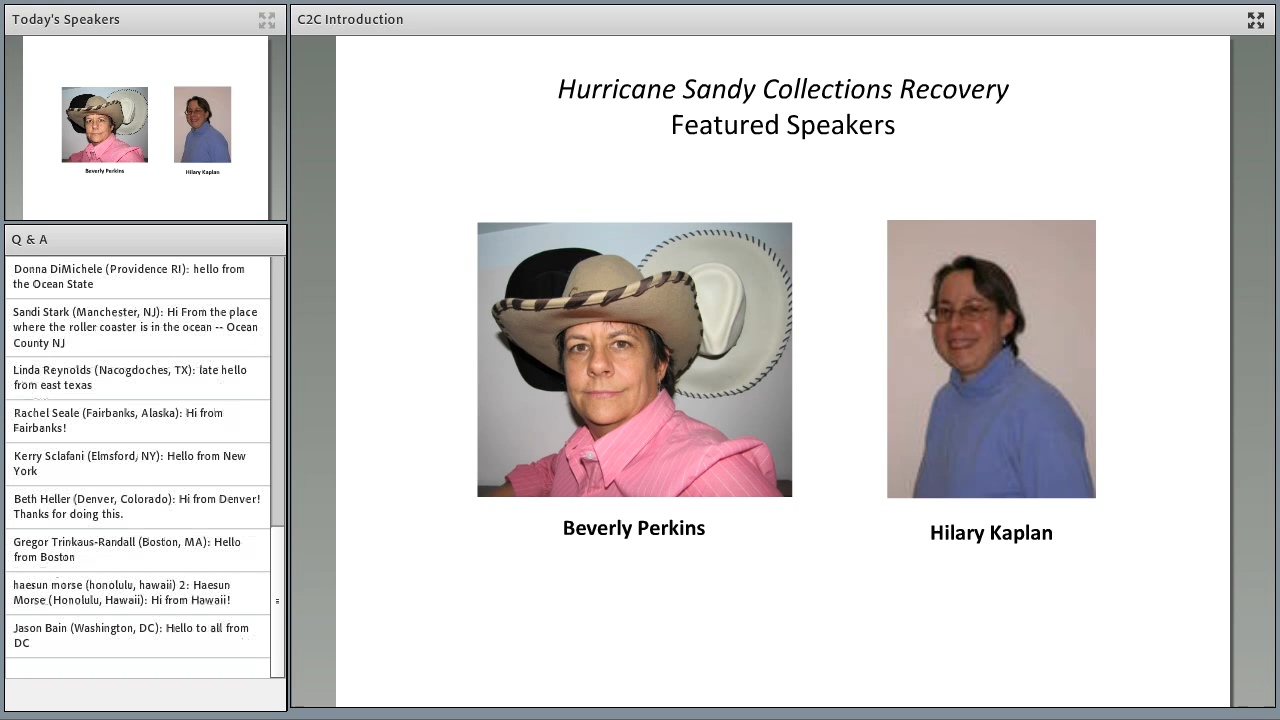 Today's Speakers
Beverly Perkins
Hilary Kaplan
Q & A
Donna DiMichele (Providence RI): hello from
the Ocean State
Sandi Stark (Manchester, NJ): Hi From the place
where the roller coaster is in the ocean -- Ocean
County NJ
Linda Reynolds (Nacogdoches, TX): late hello
from east texas
Rachel Seale (Fairbanks, Alaska): Hi from
Fairbanks!
Kerry Sclafani (Elmsford, NY): Hello from New
York
Beth Heller (Denver, Colorado): Hi from Denver!
Thanks for doing this.
Gregor Trinkaus-Randall (Boston, MA): Hello
from Boston
haesun morse (honolulu, hawaii) 2: Haesun
Morse (Honolulu, Hawaii): Hi from Hawaii!
Jason Bain (Washington, DC): Hello to all from
DC
C2C Introduction
Hurricane Sandy Collections Recovery
Featured Speakers
Beverly Perkins
Hilary Kaplan